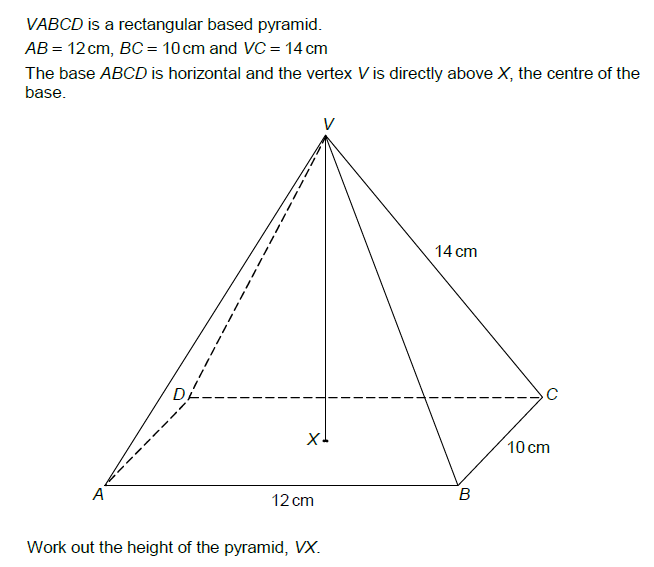 VABCD is a rectangular based pyramid.
AB = 12 cm, BC = 10 cm and VC = 14 cm
The base ABCD is horizontal and the vertex V is directly above X, the centre of the
base.
V
14 cm
D
C
X
10 cm
A
B
12 cm
Work out the height of the pyramid, VX.